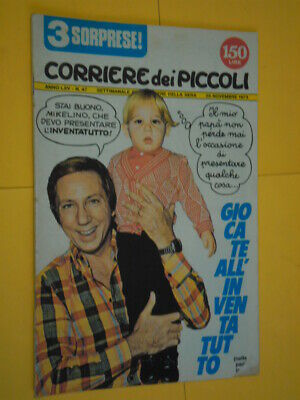 3 SORPRESE!
150
LIRE
CORRIERE dei PICCOLI
ANNO LXV - N. 47
SETTIMANALE
DELLA SERA
25 NOVEMBRE 1973
STAI BUONO,
MIKELINO, CHE
DEVO PRESENTARE
L'INVENTATUTTO!
Il mio
papà non
perde mai
l'occasione di
presentare
qualche
cosa...
GIO
CA TE
ALL'
IN VEN
TA
TUT
TO